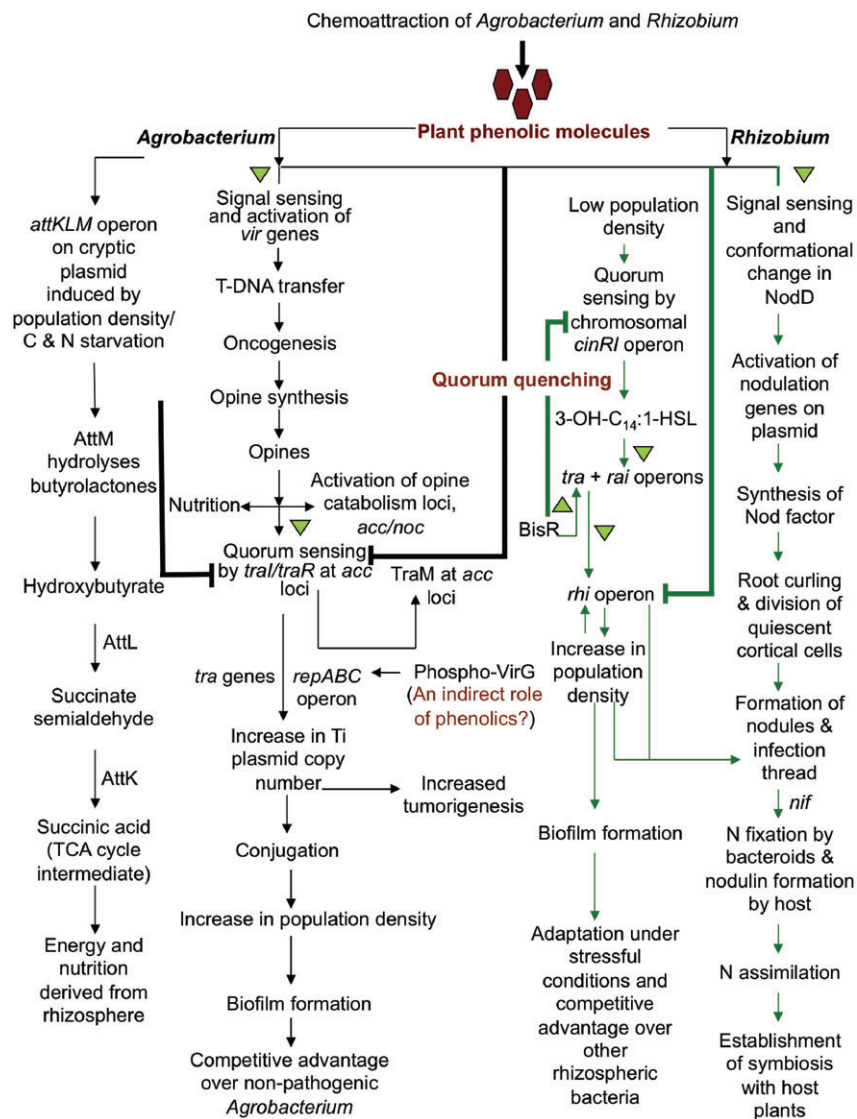 Chemoattraction of Agrobacterium and Rhizobium
Plant phenolic molecules
Agrobacterium
Rhizobium
attKLM operon
on cryptic
plasmid
induced by
population density/
C & N starvation
AttM
hydrolyses
butyrolactones
Hydroxybutyrate
AttL
Succinate
semialdehyde
AttK
Succinic acid
(TCA cycle
intermediate)
Energy and
nutrition
derived from
rhizosphere
Signal sensing
and activation of
vir genes
T-DNA transfer
Oncogenesis
Opine synthesis
Opines
Nutrition
Activation of opine
catabolism loci,
acc/noc
Quorum sensing
by traI/traR at acc
loci
TraM at acc
loci
tra genes
repABC
operon
Phospho-VirG
(An indirect role
of phenolics?)
Increase in Ti
plasmid copy
number
Increased
tumorigenesis
Conjugation
Increase in population density
Biofilm formation
Competitive advantage
over non-pathogenic
Agrobacterium
Quorum quenching
Low population
density
Quorum
sensing by
chromosomal
cinRI operon
3-OH-C14:1-HSL
tra + rai operons
BisR
rhi operon
Increase in
population
density
Biofilm formation
Adaptation under
stressful
conditions and
competitive
advantage over
other
rhizospheric
bacteria
Signal sensing
and
conformational
change in
NodD
Activation of
nodulation
genes on
plasmid
Synthesis of
Nod factor
Root curling
& division of
quiescent
cortical cells
Formation of
nodules &
infection
thread
nif
N fixation by
bacteroids &
nodulin formation
by host
N assimilation
Establishment
of symbiosis
with host
plants